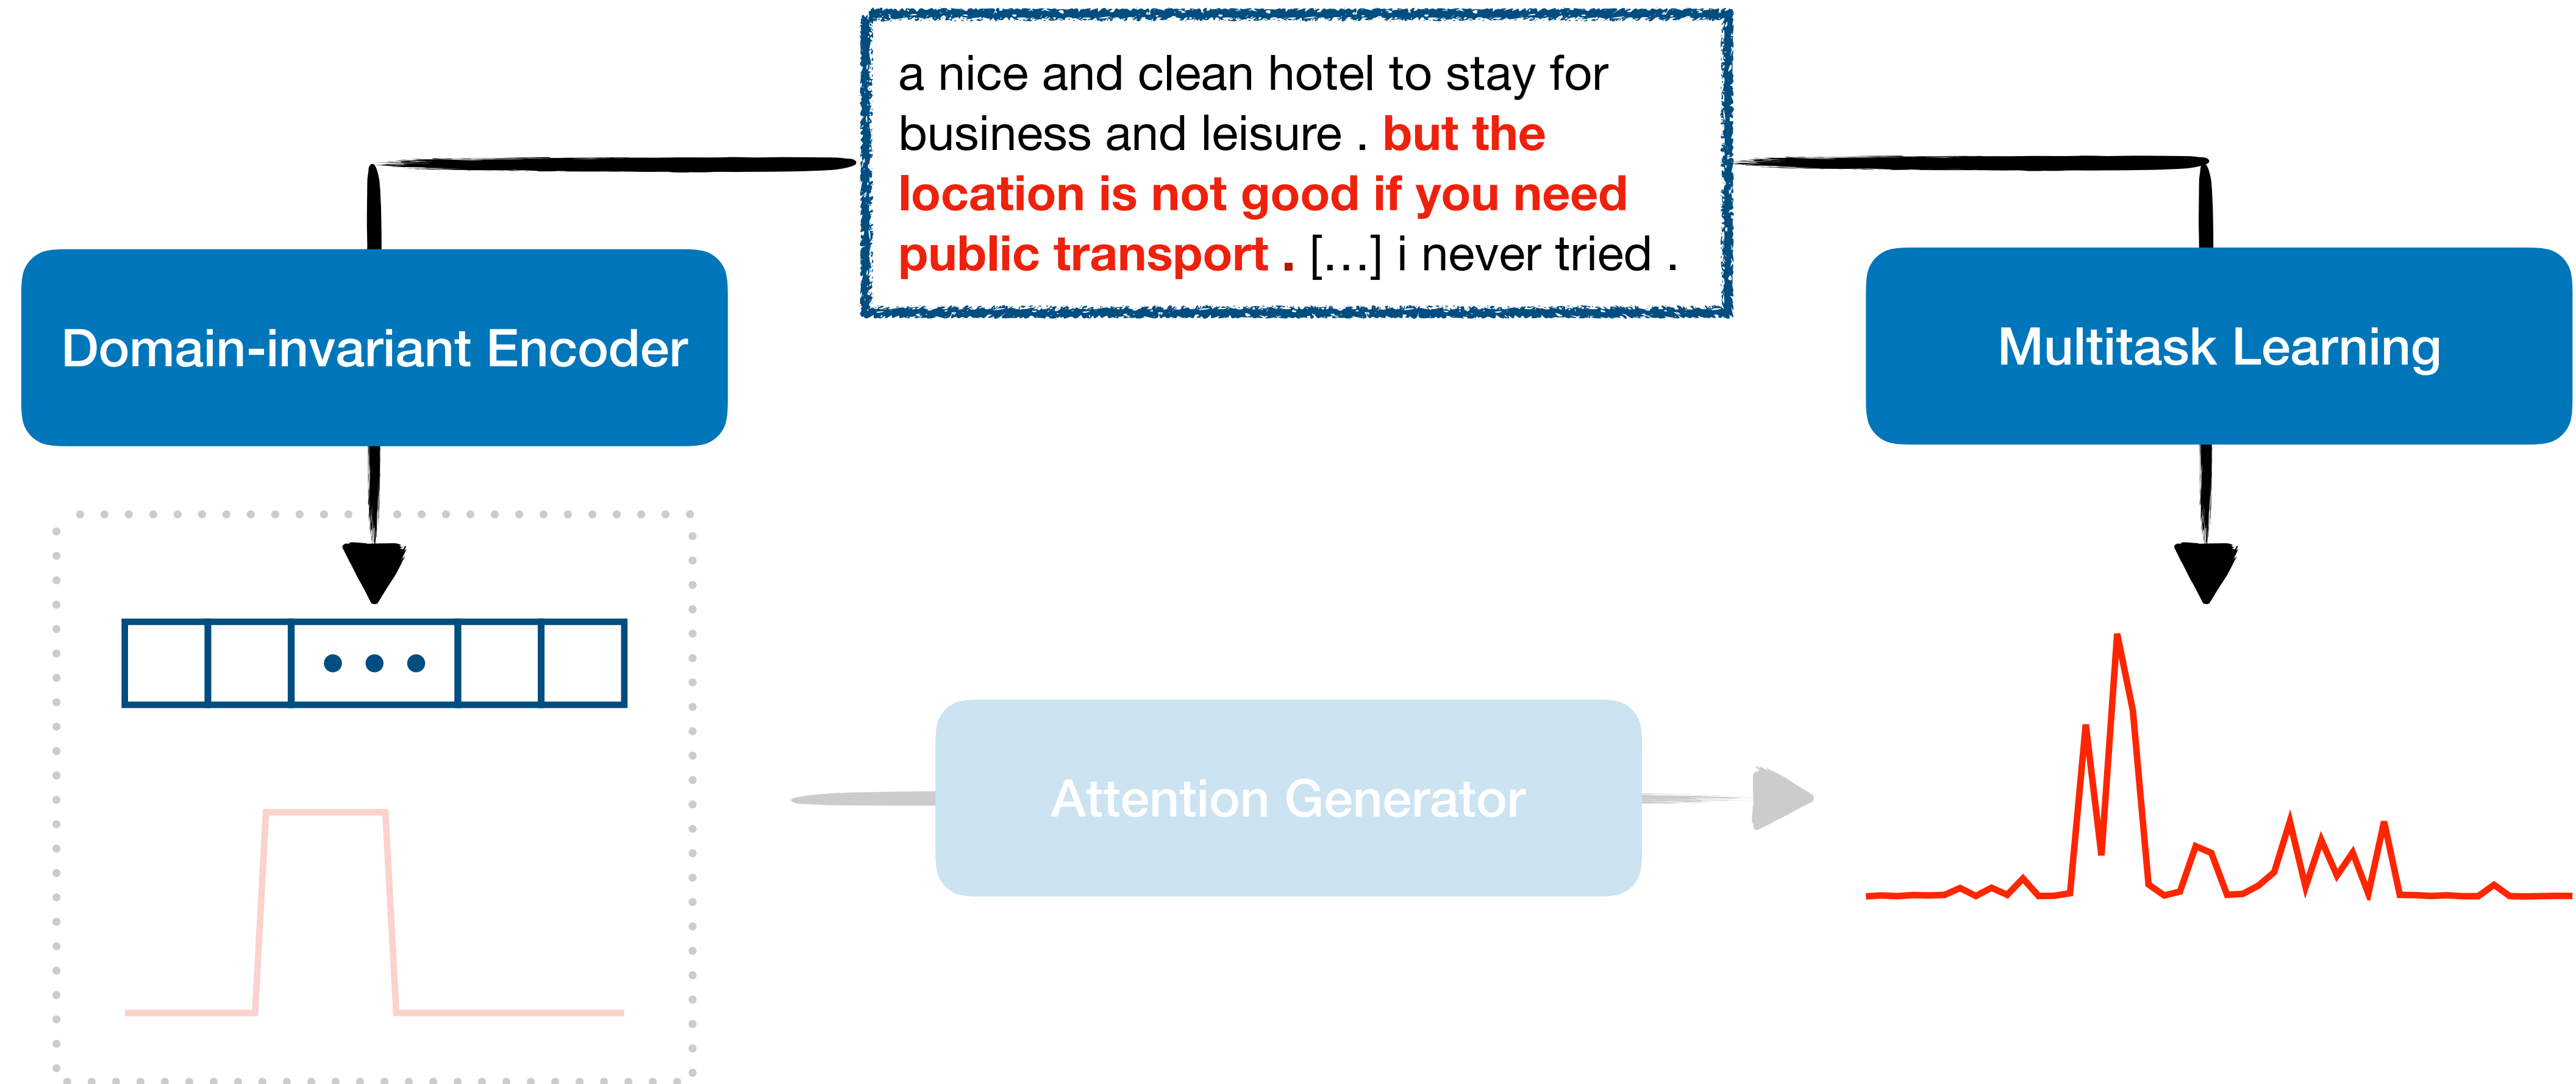 a nice and clean hotel to stay for
business and leisure . but the
location is not good if you need
public transport . […] i never tried .
Domain-invariant Encoder
Multitask Learning
Attention Generator